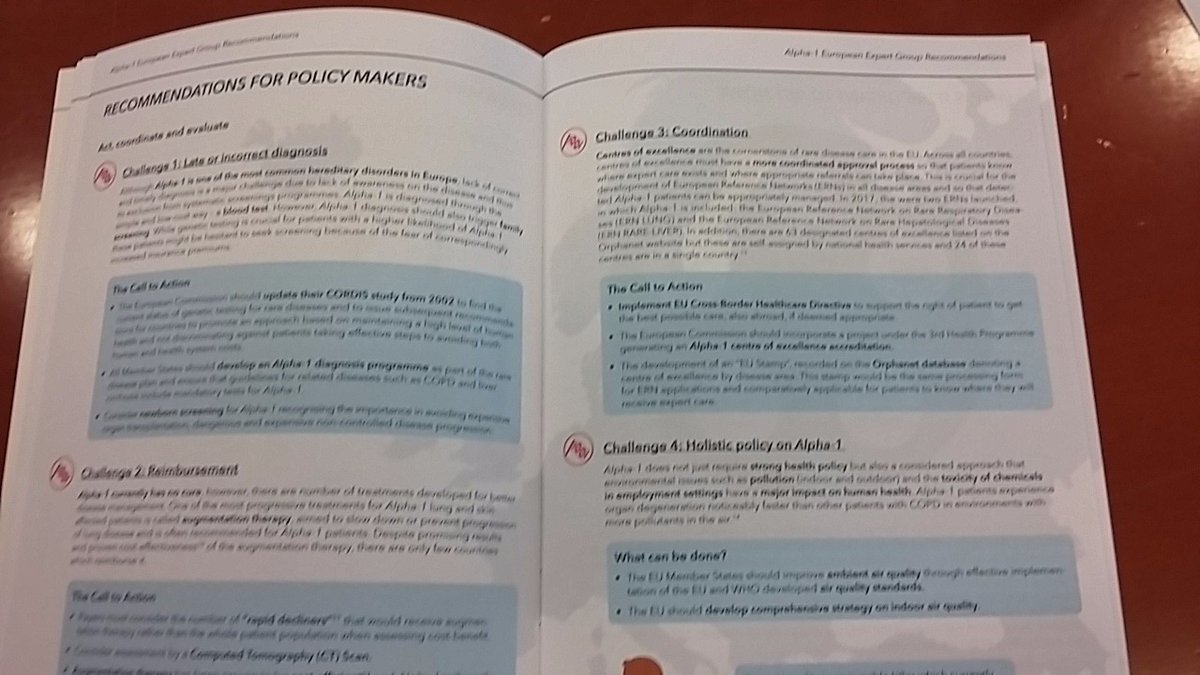 Alpha-1 European Expert Group Recommendations
RECOMMENDATIONS FOR POLICY MAKERS
Act, coordinate and evaluate
Challenge 1: Late or incorrect diagnosis
Although Alpha-1 is one of the most common hereditary disorders in Europe, lack of correct
and timely diagnosis is a major challenge due to lack of awareness on the disease and thus
its exclusion from systematic screenings programmes. Alpha-1 is diagnosed through the
simple and low-cost way - a blood test. However, Alpha-1 diagnosis should also trigger family
screening. While genetic testing is crucial for patients with a higher likelihood of Alpha-1
these patients might be hesitant to seek screening because of the fear of correspondingly
increased insurance premiums.
The Call to Action
• The European Commission should update their CORDIS study from 2002 to find the
current status of genetic testing for rare diseases and to issue subsequent recommenda-
tions for countries to promote an approach based on maintaining a high level of human
health and not discriminating against patients taking effective steps to avoiding both
human and health system costs.
• All Member States should develop an Alpha-1 diagnosis programme as part of the rare
disease plan and ensure that guidelines for related diseases such as COPD and liver
include mandatory tests for Alpha-1.
• Consider newborn screening for Alpha-1 recognising the importance in avoiding expensive
organ transplantation, dangerous and expensive non-controlled disease progression.
Challenge 2: Reimbursement
Alpha-1 currently has no cure, however, there are number of treatments developed for better
disease management. One of the most progressive treatments for Alpha-1 lung and skin
affected patients is called augmentation therapy, aimed to slow down or prevent progression
of lung disease and is often recommended for Alpha-1 patients. Despite promising results
and proven cost-effectiveness of the augmentation therapy, there are only few countries
which reimburse it.
The Call to Action
• Payers must consider the number of "rapid decliners" that would receive augmen-
tation therapy rather than the whole patient population when assessing cost-benefit.
• Consider assessment by a Computed Tomography (CT) Scan.
Alpha-1 European Expert Group Recommendations
Challenge 3: Coordination
Centres of excellence are the cornerstone of rare disease care in the EU. Across all countries,
centres of excellence must have a more coordinated approval process so that patients know
where expert care exists and where appropriate referrals can take place. This is crucial for the
development of European Reference Networks (ERNs) in all disease areas and so that detec-
ted Alpha-1 patients can be appropriately managed. In 2017, the were two ERNs launched,
in which Alpha-1 is included, the European Reference Network on Rare Respiratory Disea-
ses (ERN LUNG) and the European Reference Network on Rare Hepatological Diseases
(ERN RARE-LIVER). In addition, there are 63 designated centres of excellence listed on the
Orphanet website but these are self-assigned by national health services and 24 of these
centres are in a single country.
The Call to Action
• Implement EU Cross-Border Healthcare Directive to support the right of patient to get
the best possible care, also abroad, if deemed appropriate.
• The European Commission should incorporate a project under the 3rd Health Programme
generating an Alpha-1 centre of excellence accreditation.
• The development of an "EU Stamp", recorded on the Orphanet database denoting a
centre of excellence by disease area. This stamp would be the same processing form
for ERN applications and comparatively applicable for patients to know where they will
receive expert care.
Challenge 4: Holistic policy on Alpha-1
Alpha-1 does not just require strong health policy but also a considered approach that
environmental issues such as pollution (indoor and outdoor) and the toxicity of chemicals
in employment settings have a major impact on human health. Alpha-1 patients experience
organ degeneration noticeably faster than other patients with COPD in environments with
more pollutants in the air.
What can be done?
• The EU Member States should improve ambient air quality through effective implemen-
tation of the EU and WHO developed air quality standards.
• The EU should develop comprehensive strategy on indoor air quality.